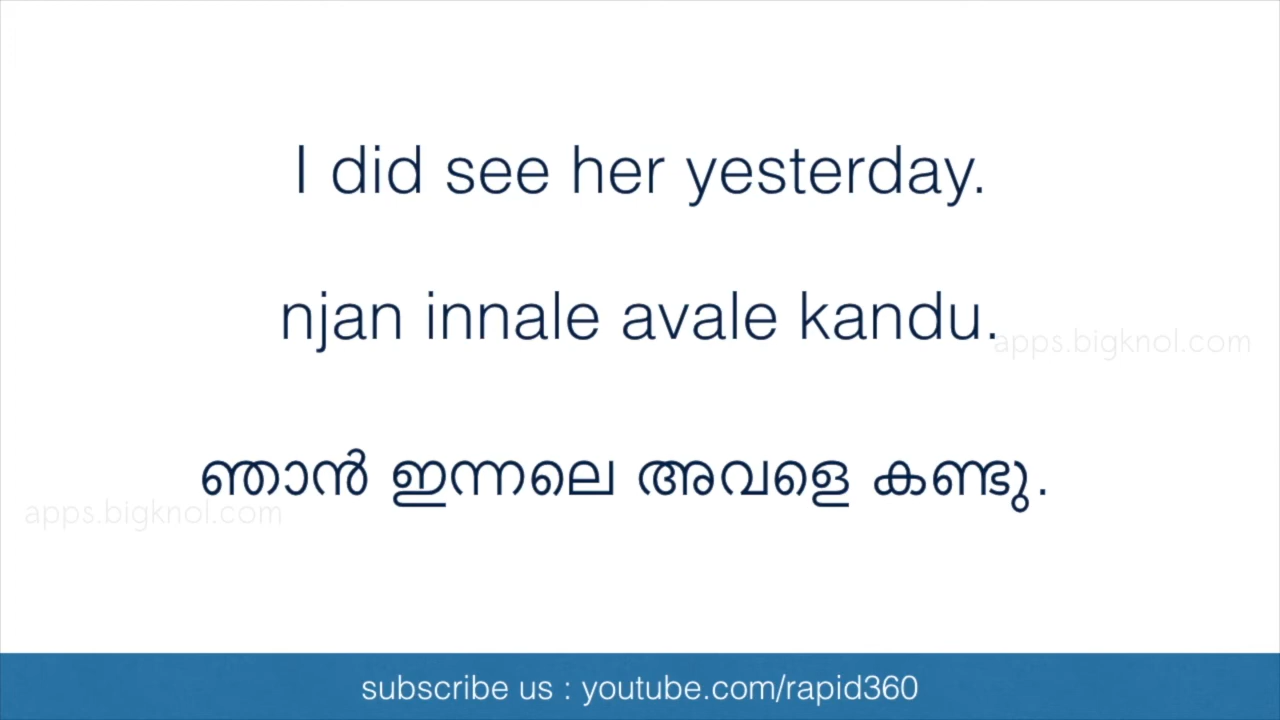 I did see her yesterday.
njan innale avale kandu.
apps.bigknol.com
ഞാൻ ഇന്നലെ അവളെ കണ്ടു.
apps.bigknol.com
subscribe us : youtube.com/rapid360